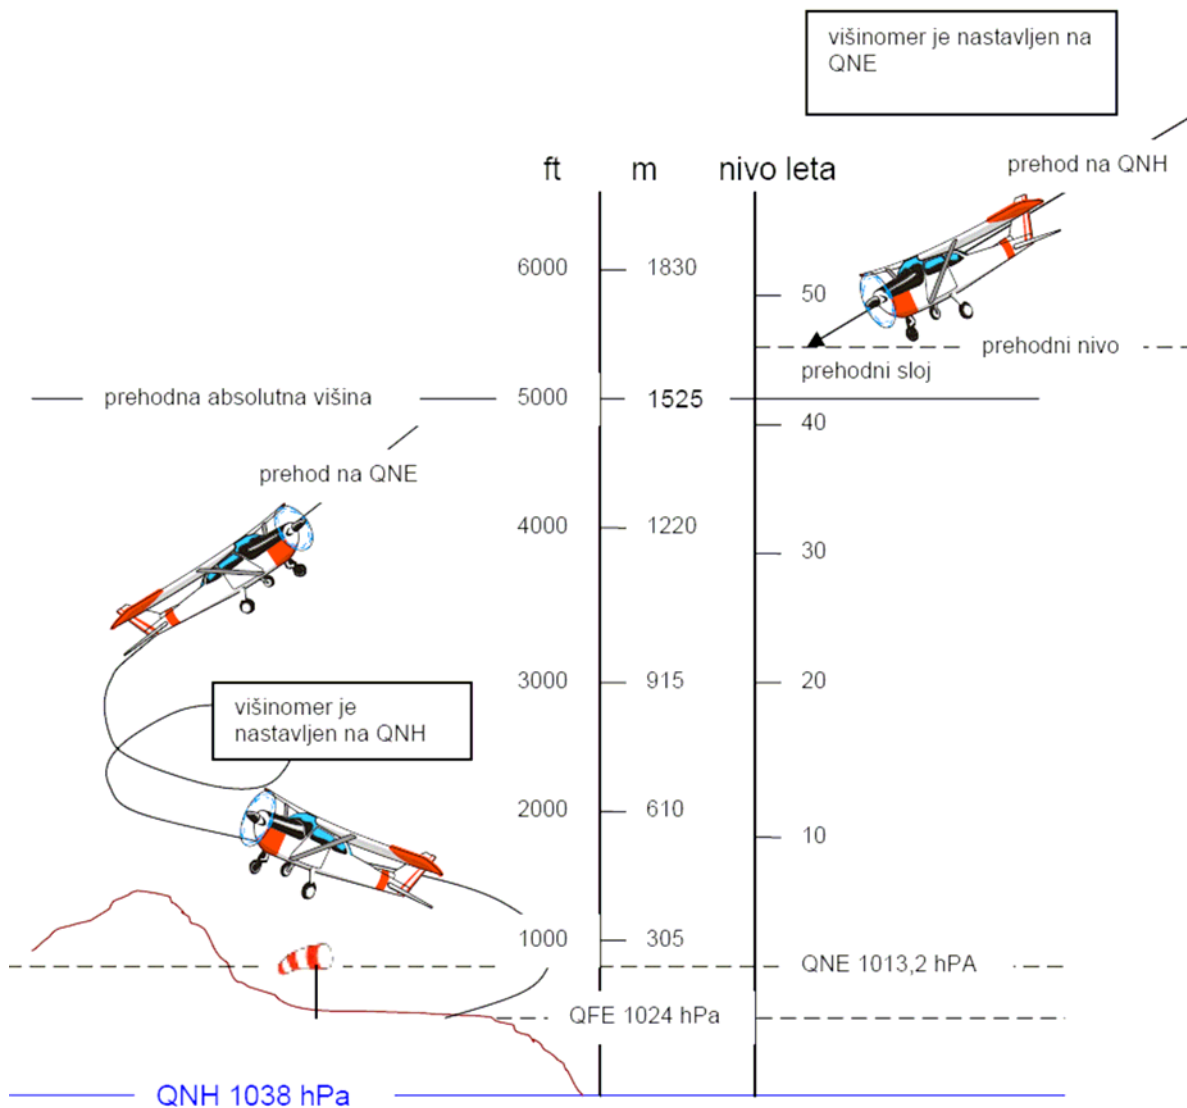 višinomer je nastavljen na
QNE
prehod na QNH
ft m nivo leta
6000 1830
50
prehodni nivo
prehodni sloj
prehodna absolutna višina 5000 1525
40
prehod na QNE
4000 1220
30
3000 915 20
višinomer je
nastavljen na QNH
2000 610
10
1000 305
QNE 1013,2 hPA
QFE 1024 hPa
QNH 1038 hPa